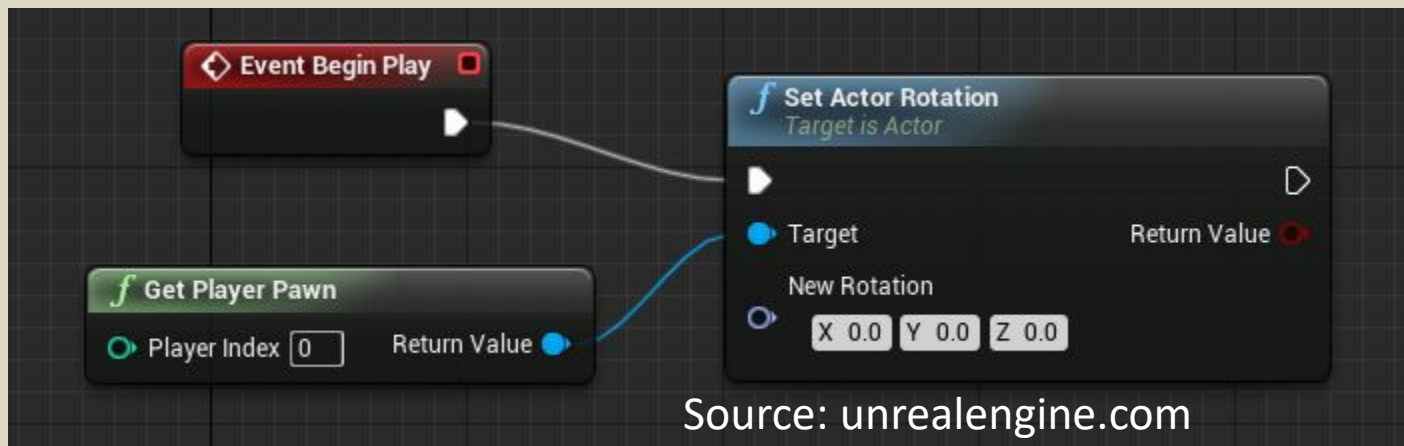 Event Begin Play
Set Actor Rotation
Target is Actor
Target
Return Value
New Rotation
X 0.0 Y 0.0 Z 0.0
Get Player Pawn
Player Index 0 Return Value
Source: unrealengine.com